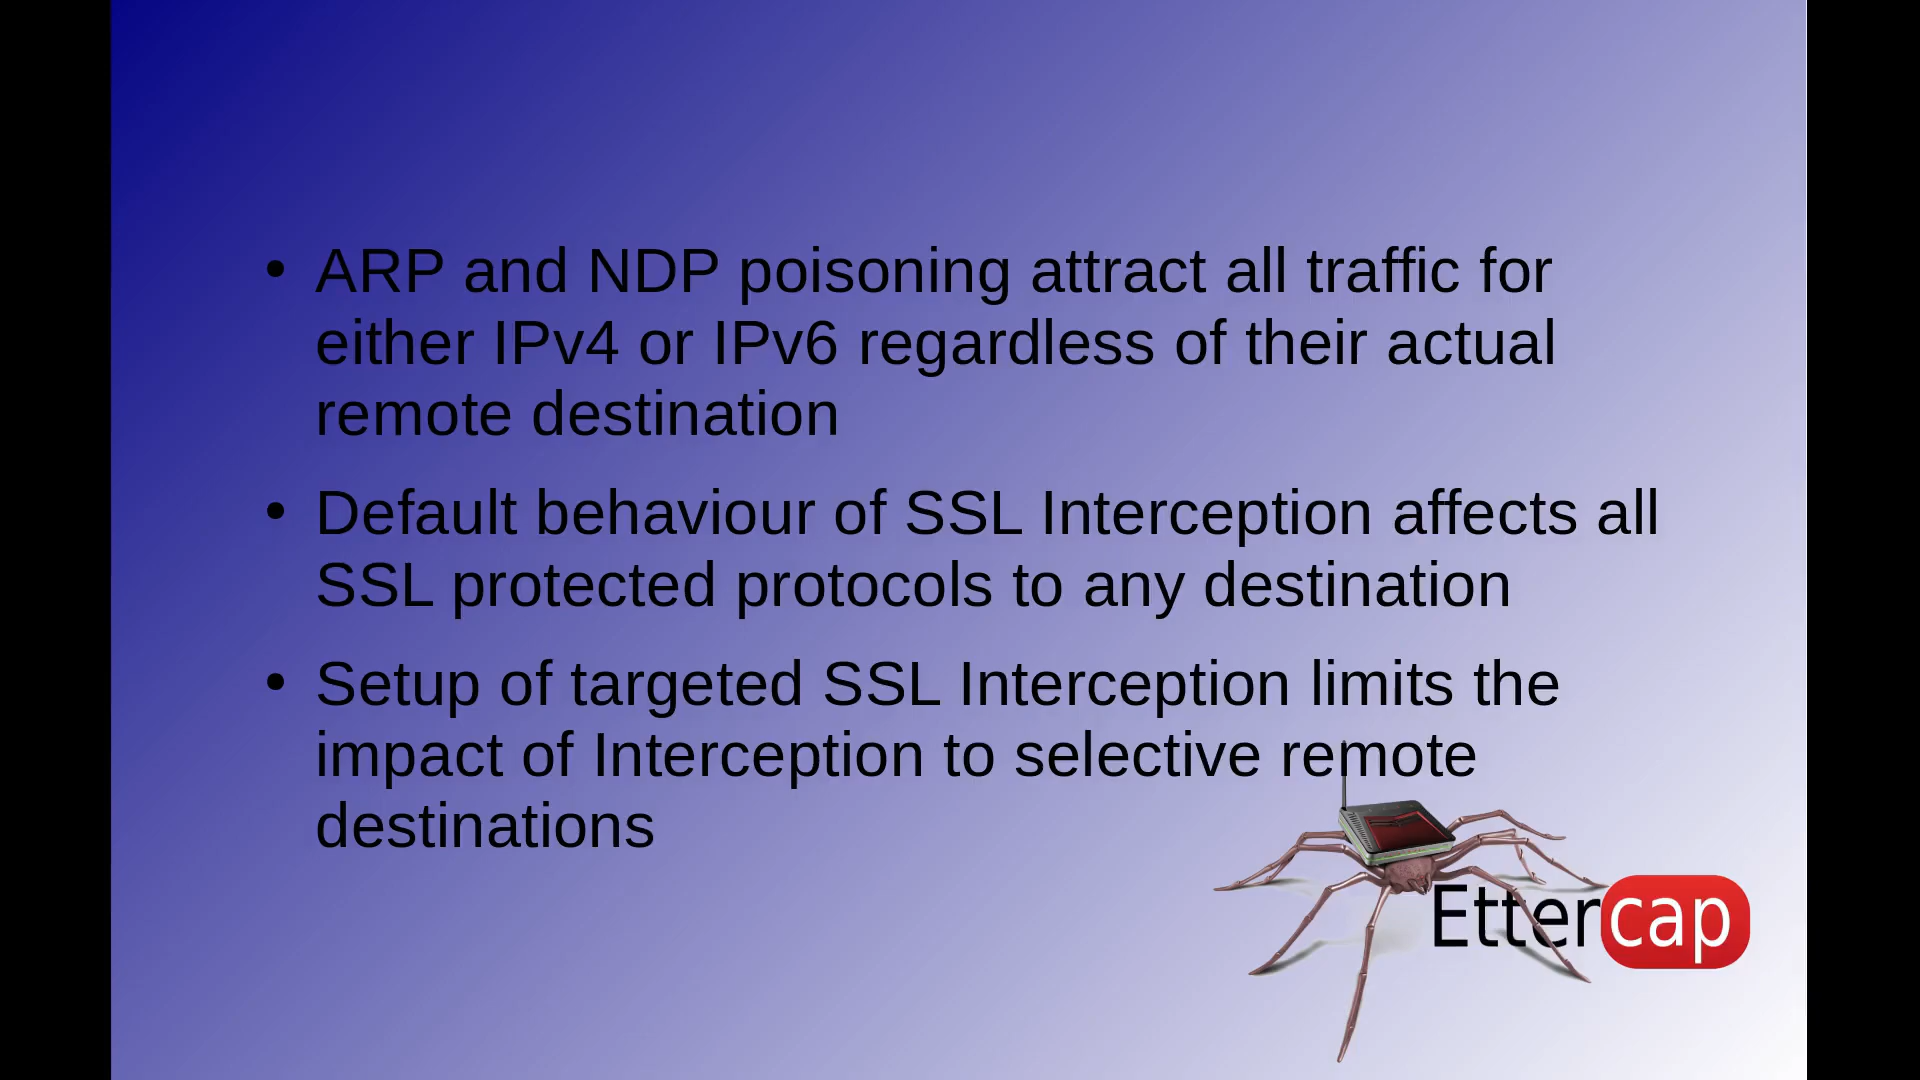 • ARP and NDP poisoning attract all traffic for
either IPv4 or IPv6 regardless of their actual
remote destination
• Default behaviour of SSL Interception affects all
SSL protected protocols to any destination
• Setup of targeted SSL Interception limits the
impact of Interception to selective remote
destinations
Ettercap